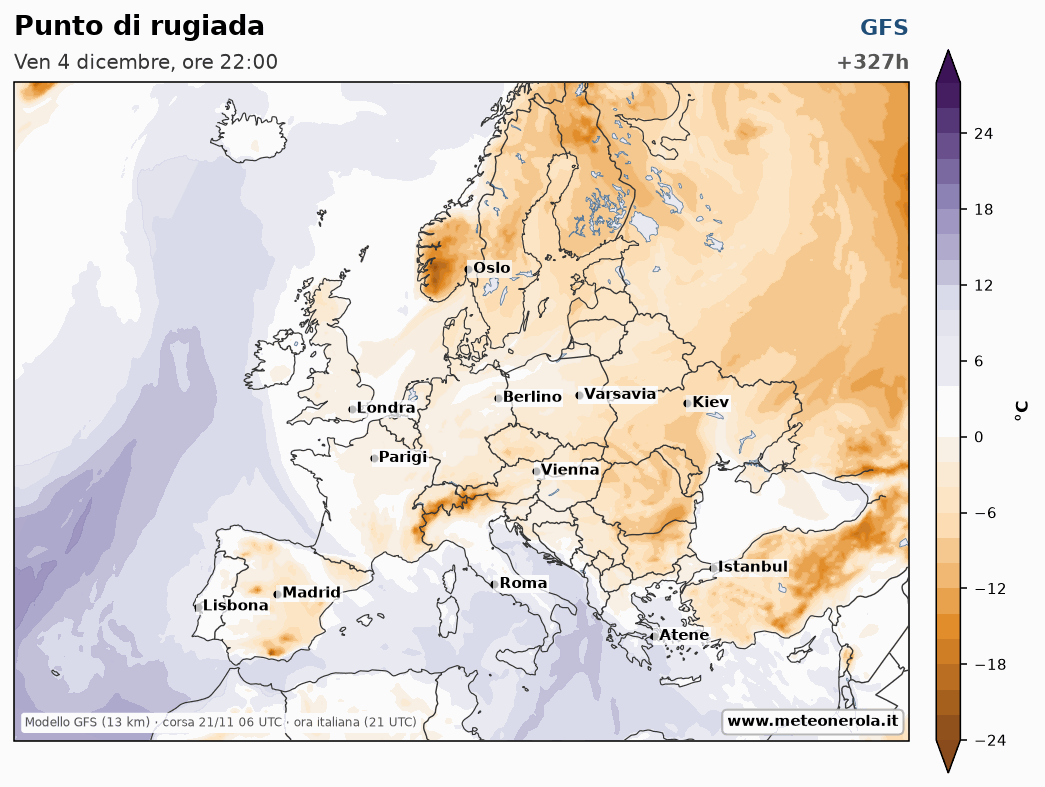 Punto di rugiada
GFS
Ven 4 dicembre, ore 22:00
+327h
Oslo
Berlino
Varsavia
Kiev
Londra
Parigi
Vienna
Istanbul
Roma
Madrid
Lisbona
Atene
24
18
12
6
0
−6
−12
−18
−24
°C
Modello GFS (13 km) · corsa 21/11 06 UTC · ora italiana (21 UTC)
www.meteonerola.it